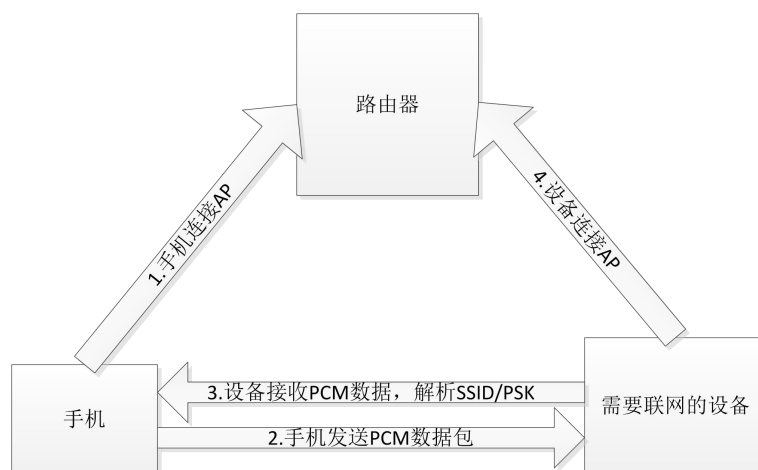 路由器
1.手机连接AP
4.设备连接AP
3.设备接收PCM数据，解析SSID/PSK
手机
需要联网的设备
2.手机发送PCM数据包